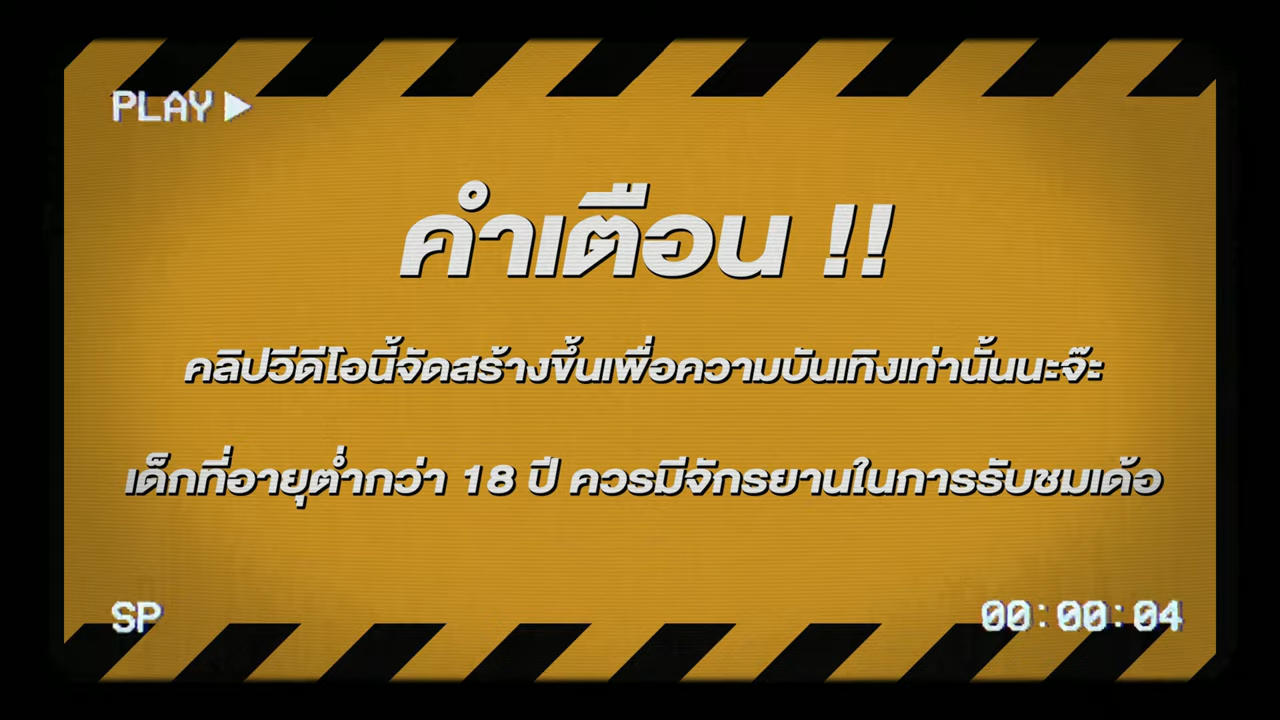 PLAY
คำเตือน !!
คลิปวีดีโอนี้จัดสร้างขึ้นเพื่อความบันเทิงเท่านั้นนะจ๊ะ
เด็กที่อายุต่ำกว่า 18 ปี ควรมีจักรยานในการรับชมเด้อ
SP 00:00:04